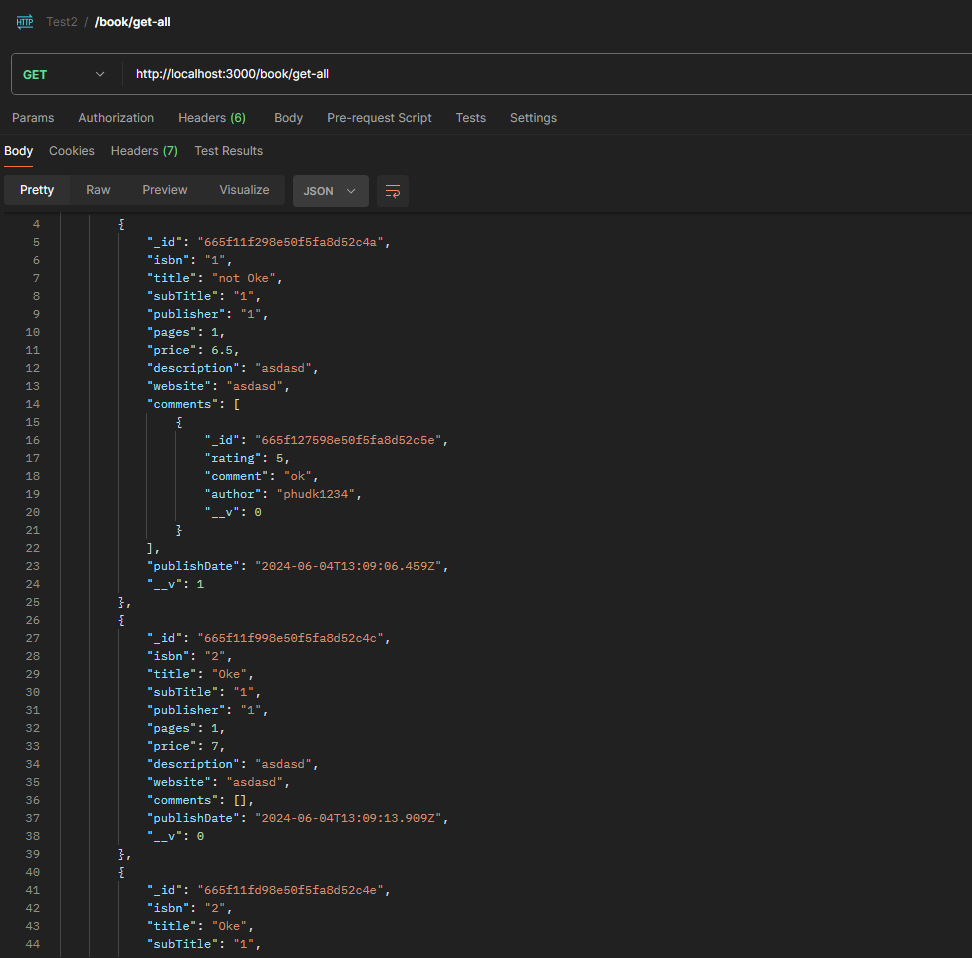 HTTP Test2 / /book/get-all
GET http://localhost:3000/book/get-all
Params Authorization Headers (6) Body Pre-request Script Tests Settings
Body Cookies Headers (7) Test Results
Pretty Raw Preview Visualize JSON
4 {
5 "_id": "665f11f298e50f5fa8d52c4a",
6 "isbn": "1",
7 "title": "not Oke",
8 "subTitle": "1",
9 "publisher": "1",
10 "pages": 1,
11 "price": 6.5,
12 "description": "asdasd",
13 "website": "asdasd",
14 "comments": [
15 {
16 "_id": "665f127598e50f5fa8d52c5e",
17 "rating": 5,
18 "comment": "ok",
19 "author": "phudk1234",
20 "__v": 0
21 }
22 ],
23 "publishDate": "2024-06-04T13:09:06.459Z",
24 "__v": 1
25 },
26 {
27 "_id": "665f11f998e50f5fa8d52c4c",
28 "isbn": "2",
29 "title": "Oke",
30 "subTitle": "1",
31 "publisher": "1",
32 "pages": 1,
33 "price": 7,
34 "description": "asdasd",
35 "website": "asdasd",
36 "comments": [],
37 "publishDate": "2024-06-04T13:09:13.909Z",
38 "__v": 0
39 },
40 {
41 "_id": "665f11fd98e50f5fa8d52c4e",
42 "isbn": "2",
43 "title": "Oke",
44 "subTitle": "1",